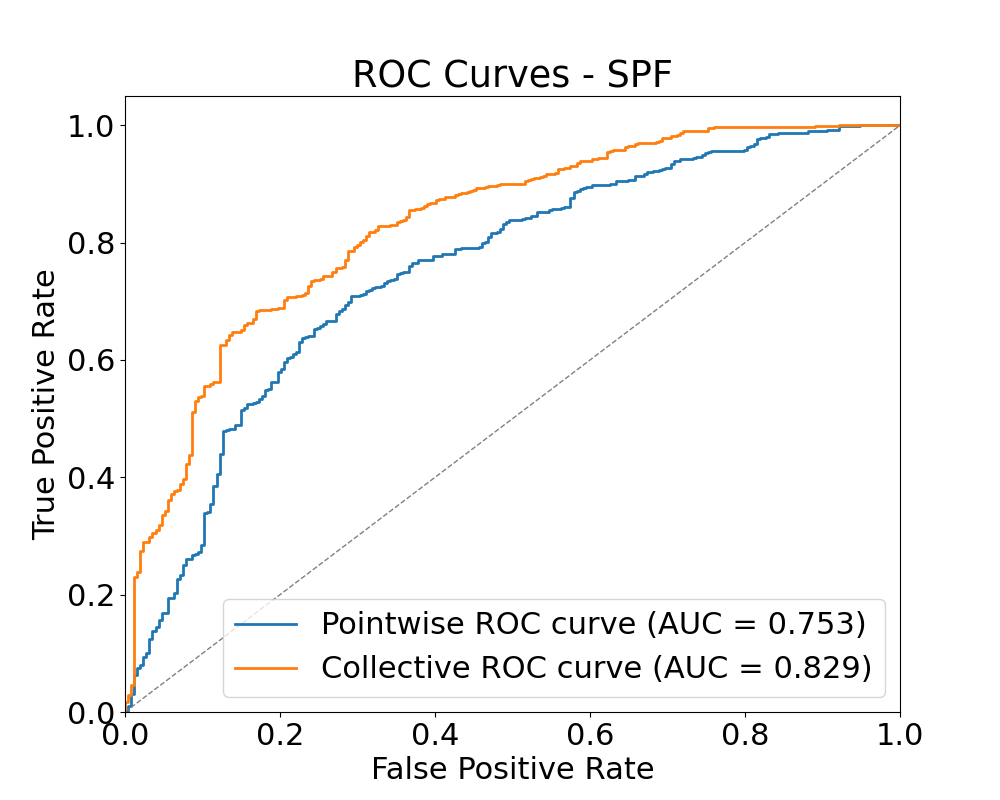 ROC Curves - SPF
True Positive Rate
1.0
0.8
0.6
0.4
0.2
0.0
Pointwise ROC curve (AUC = 0.753)
Collective ROC curve (AUC = 0.829)
0.0 0.2 0.4 0.6 0.8 1.0
False Positive Rate